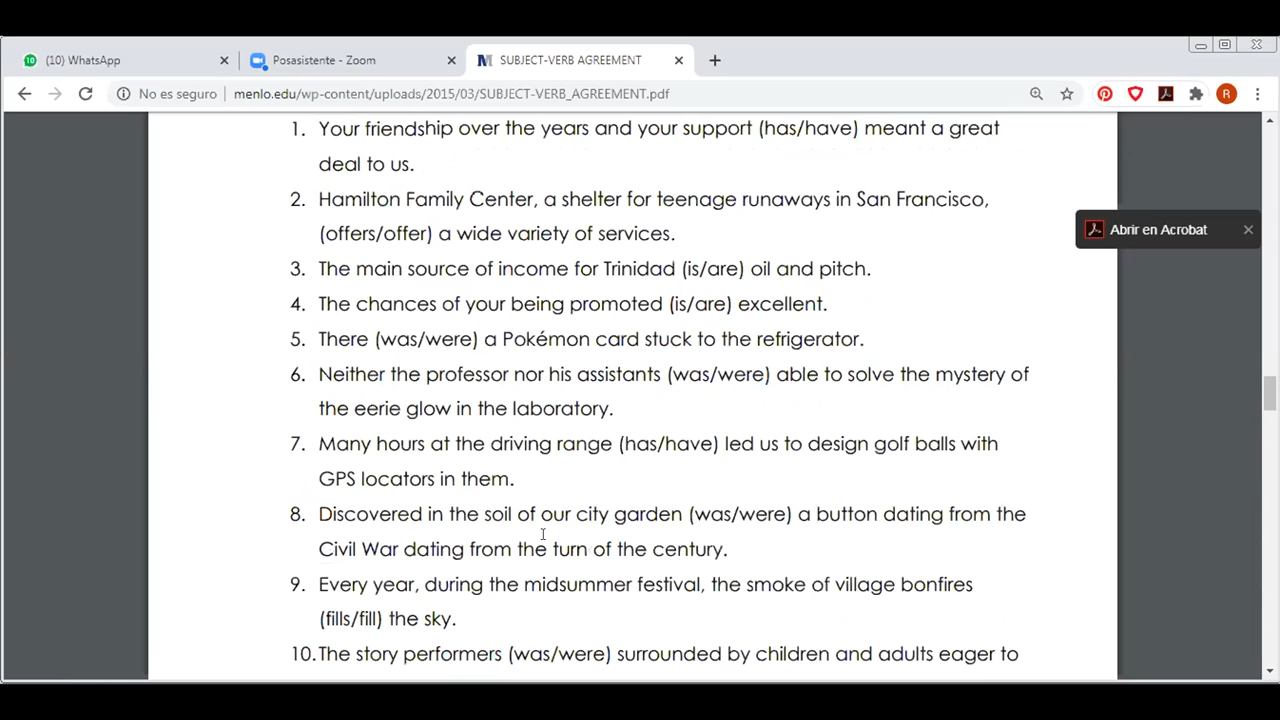 (10) WhatsApp
Posasistente - Zoom
SUBJECT-VERB AGREEMENT
No es seguro
menlo.edu/wp-content/uploads/2015/03/SUBJECT-VERB_AGREEMENT.pdf
R
1. Your friendship over the years and your support (has/have) meant a great
deal to us.
2. Hamilton Family Center, a shelter for teenage runaways in San Francisco,
(offers/offer) a wide variety of services.
Abrir en Acrobat
3. The main source of income for Trinidad (is/are) oil and pitch.
4. The chances of your being promoted (is/are) excellent.
5. There (was/were) a Pokémon card stuck to the refrigerator.
6. Neither the professor nor his assistants (was/were) able to solve the mystery of
the eerie glow in the laboratory.
7. Many hours at the driving range (has/have) led us to design golf balls with
GPS locators in them.
8. Discovered in the soil of our city garden (was/were) a button dating from the
Civil War dating from the turn of the century.
9. Every year, during the midsummer festival, the smoke of village bonfires
(fills/fill) the sky.
10. The story performers (was/were) surrounded by children and adults eager to